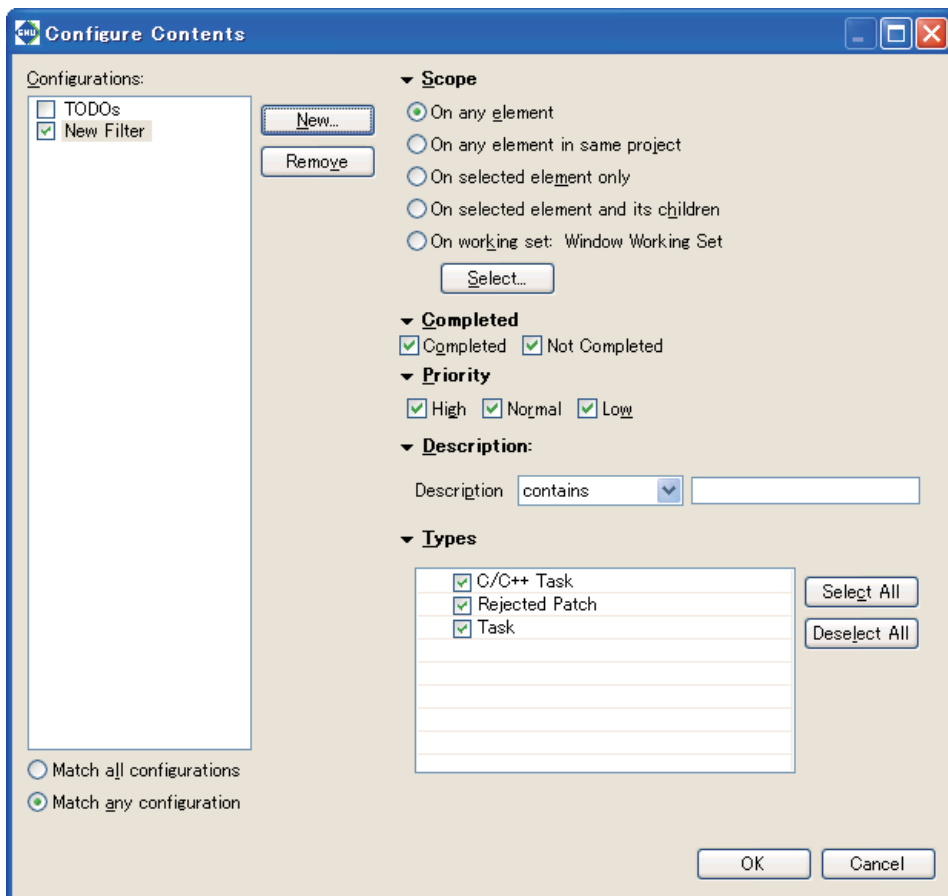 GNU Configure Contents
Configurations:
TODOs
New Filter
New...
Remove
Match all configurations
Match any configuration
Scope
On any element
On any element in same project
On selected element only
On selected element and its children
On working set: Window Working Set
Select...
Completed
Completed Not Completed
Priority
High Normal Low
Description:
Description contains
Types
C/C++ Task
Rejected Patch
Task
Select All
Deselect All
OK Cancel